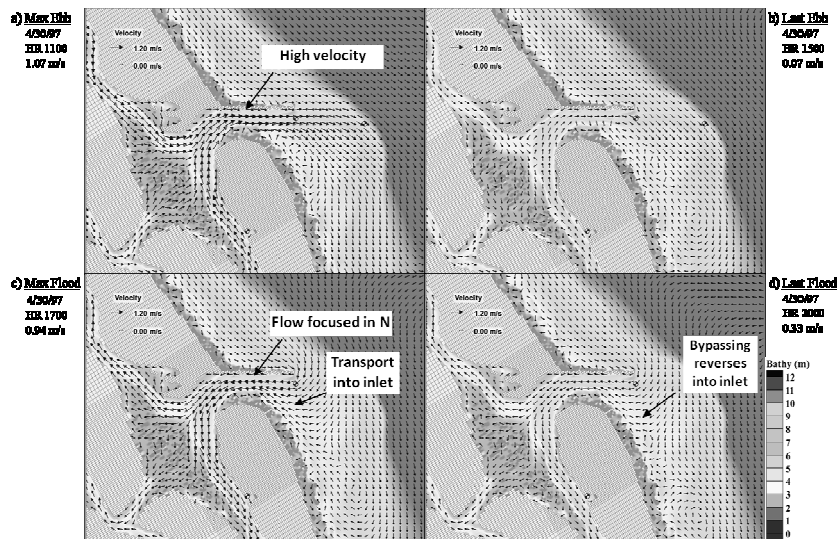 a) Max Ebb
4/30/97
HR 1100
1.07 m/s
Velocity
1.20 m/s
0.00 m/s
High velocity
Velocity
1.20 m/s
0.00 m/s
b) Last Ebb
4/30/97
HR 1500
0.07 m/s
c) Max Flood
4/30/97
HR 1700
0.94 m/s
Velocity
1.20 m/s
0.00 m/s
Flow focused in N
Transport
into inlet
Velocity
1.20 m/s
0.00 m/s
Bypassing
reverses
into inlet
d) Last Flood
4/30/97
HR 2000
0.33 m/s
Bathy (m)
12
11
10
9
8
7
6
5
4
3
2
1
0